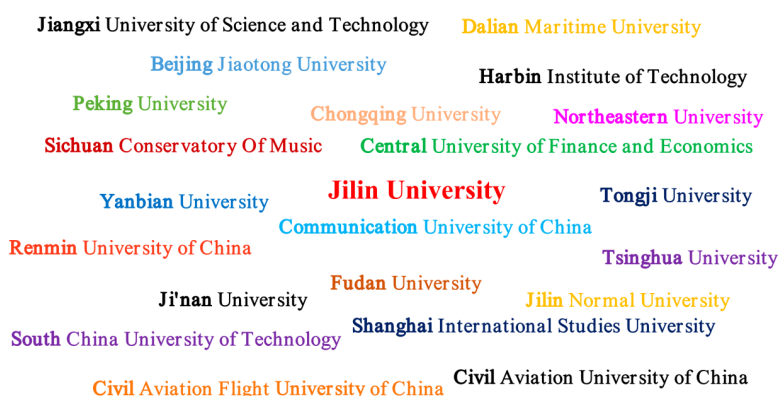 Jiangxi University of Science and Technology
Dalian Maritime University
Beijing Jiaotong University
Harbin Institute of Technology
Peking University
Chongqing University
Northeastern University
Sichuan Conservatory Of Music
Central University of Finance and Economics
Jilin University
Yanbian University
Tongji University
Communication University of China
Renmin University of China
Tsinghua University
Fudan University
Ji'nan University
Jilin Normal University
South China University of Technology
Shanghai International Studies University
Civil Aviation Flight University of China
Civil Aviation University of China